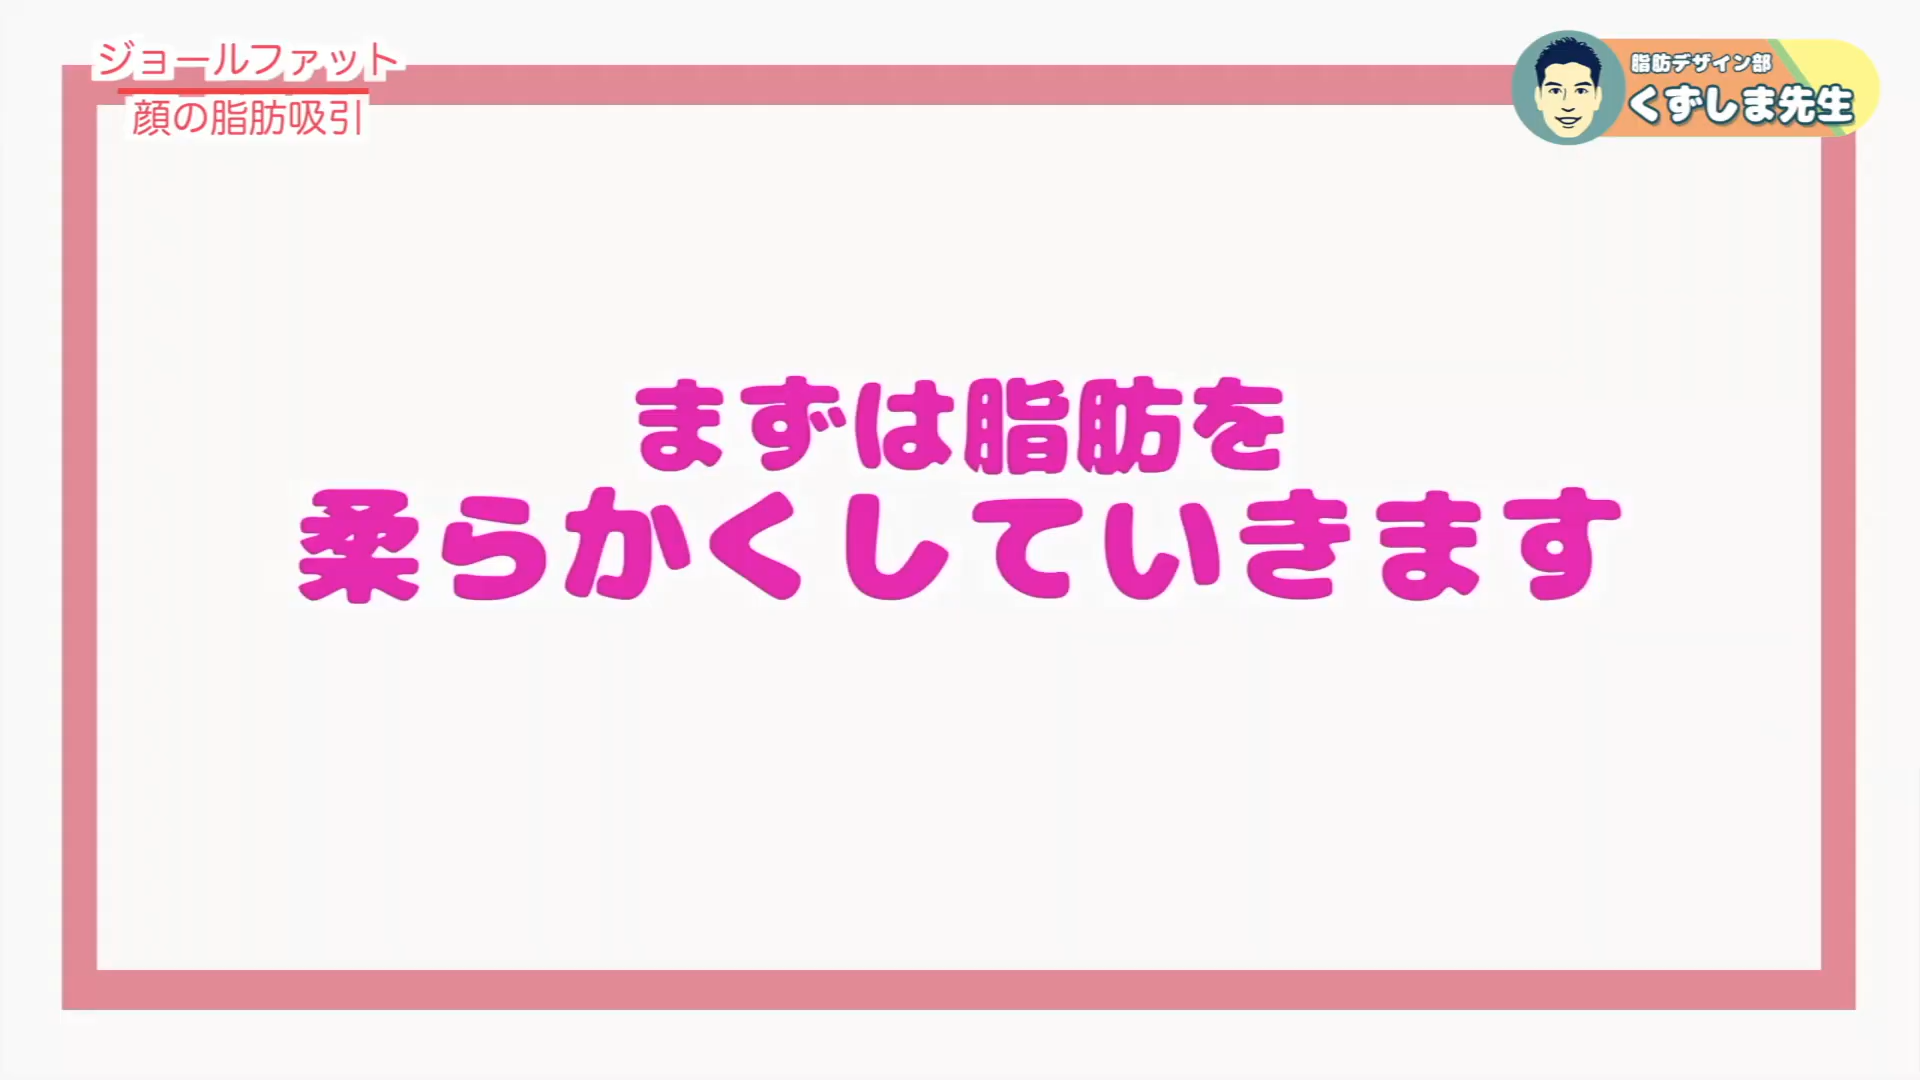 ジョールファット
顔の脂肪吸引
脂肪デザイン部
くずしま先生
まずは脂肪を
柔らかくしていきます